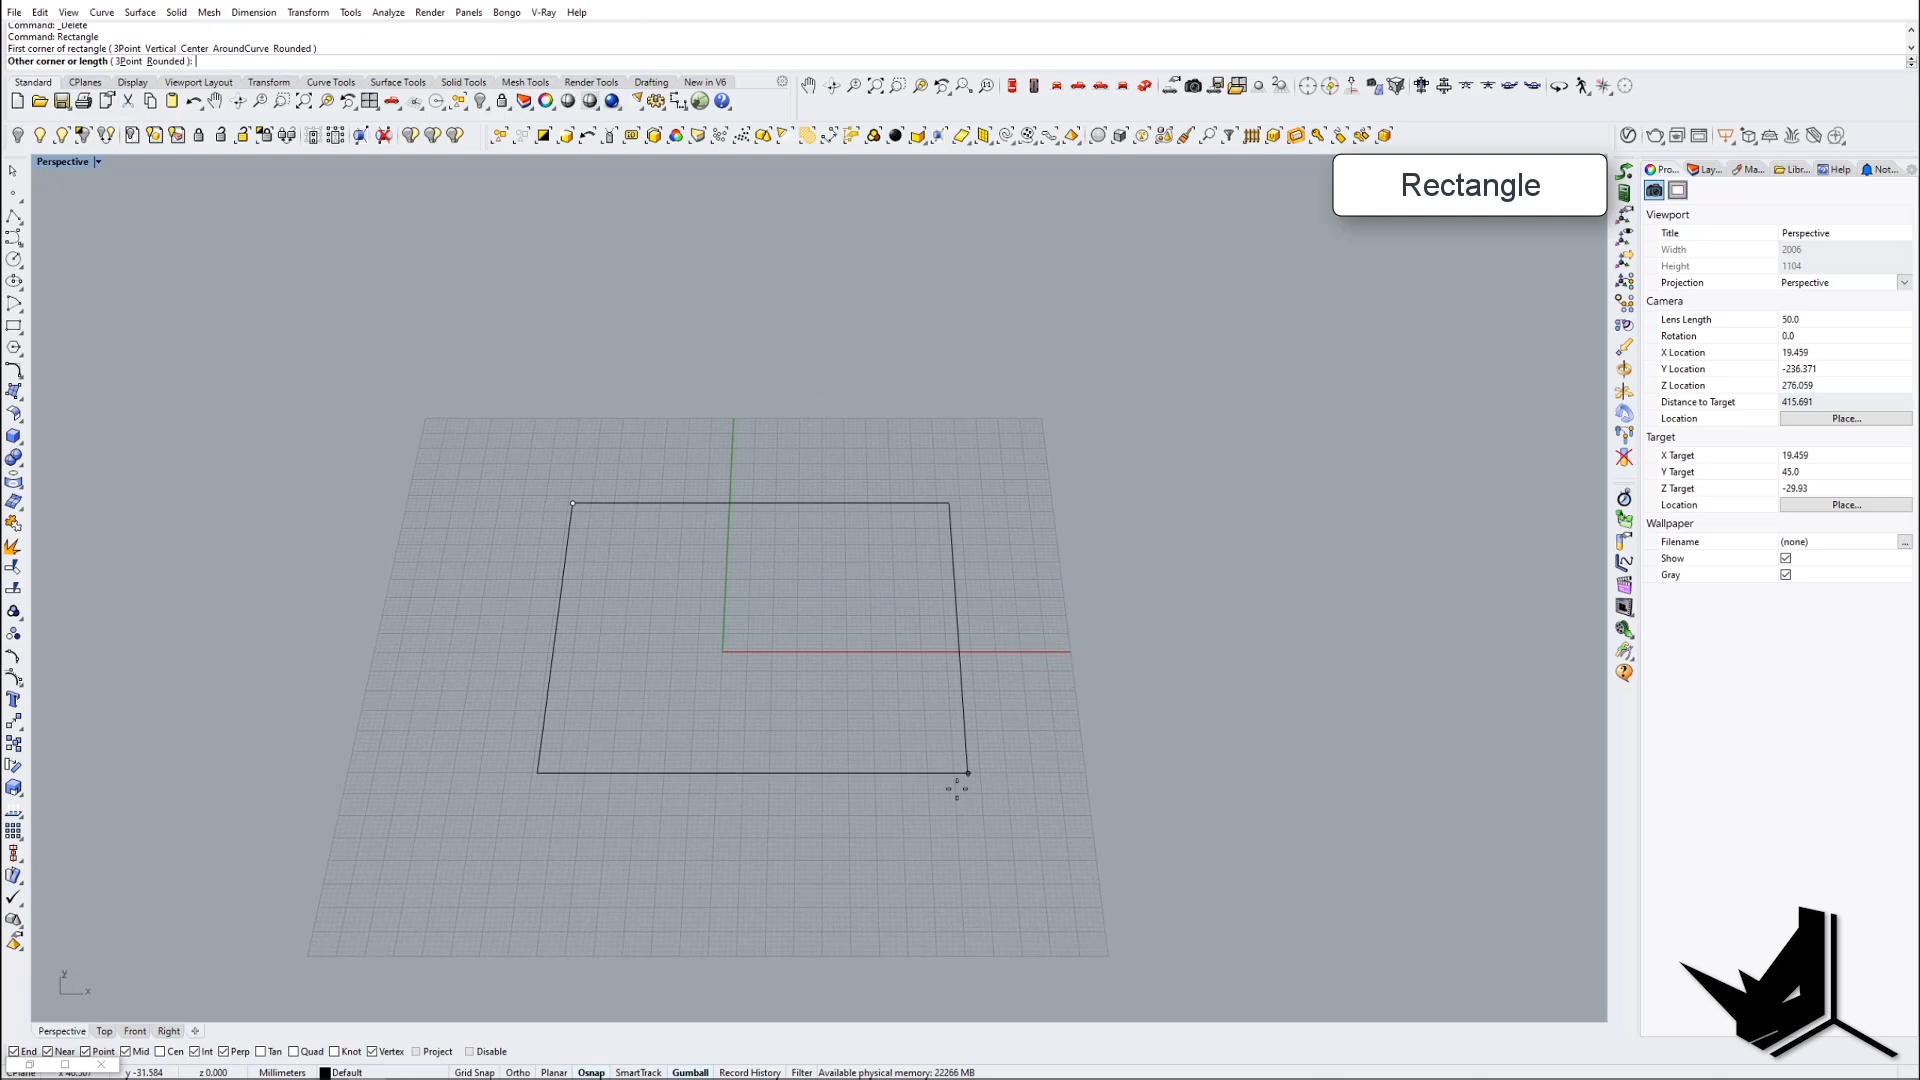 File Edit View Curve Surface Solid Mesh Dimension Transform Tools Analyze Render Panels Bongo V-Ray Help
Command: _Delete
Command: Rectangle
First corner of rectangle ( 3Point Vertical Center AroundCurve Rounded )
Other corner or length ( 3Point Rounded ):
Standard CPlanes Display Viewport Layout Transform Curve Tools Surface Tools Solid Tools Mesh Tools Render Tools Drafting New in V6
Perspective
Rectangle
Pro... Lay... Ma... Libr... Help Not...
Viewport
Title Perspective
Width 2006
Height 1104
Projection Perspective
Camera
Lens Length 50.0
Rotation 0.0
X Location 19.459
Y Location -236.371
Z Location 276.059
Distance to Target 415.691
Location Place...
Target
X Target 19.459
Y Target 45.0
Z Target -29.93
Location Place...
Wallpaper
Filename (none) ...
Show
Gray
y
x
Perspective Top Front Right
End Near Point Mid Cen Int Perp Tan Quad Knot Vertex Project Disable
CPlane y -31.584 z 0.000 Millimeters Default Grid Snap Ortho Planar Osnap SmartTrack Gumball Record History Filter Available physical memory: 22266 MB